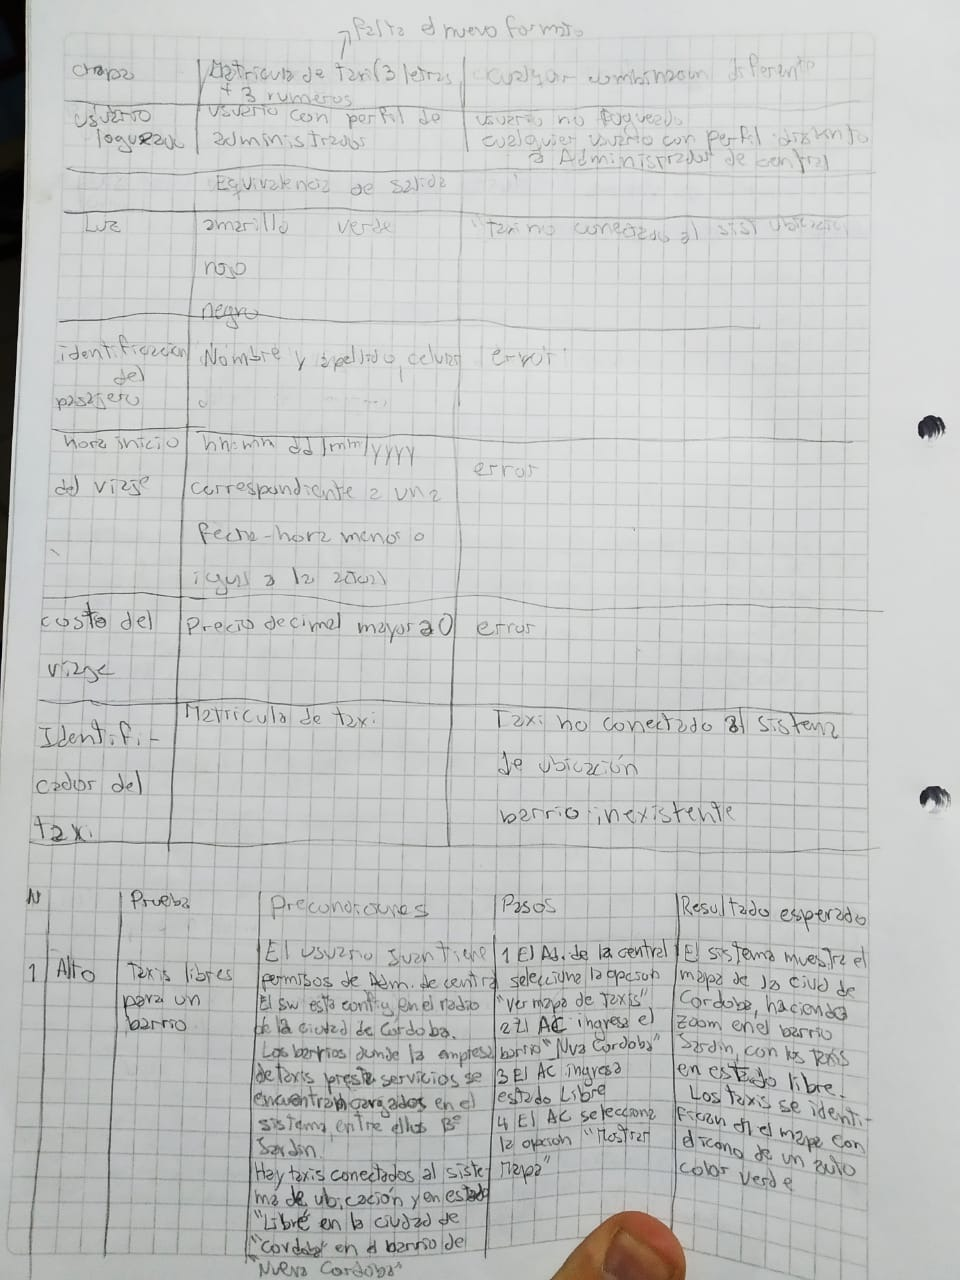 falta el nuevo formato
chapa
Matricula de taxi (3 letras
+ 3 numeros
cualquier combinacion diferente
usuario
logueado
usuario con perfil de
administrador
usuario no logueado
cualquier usuario con perfil distinto
a Administrador de central
Equivalencia de salida
Luz
amarillo verde
rojo
negro
"taxi no conectado al sist ubicacio
identificacion
del
pasajero
Nombre y apellido, celular
error
hora inicio
del viaje
hh:mm dd/mm/yyyy
correspondiente a una
fecha-hora menor o
igual a la actual
error
costo del
viaje
Precio decimal mayor a 0
error
Identifi-
cador del
taxi
Matricula de taxi
Taxi no conectado al sistema
de ubicación
barrio inexistente
N
Prueba
Precondiciones
Pasos
Resultado esperado
1
Alto
Taxis libres
para un
barrio
El usuario Juan tiene
permisos de Adm. de centra
El sw esta config en el radio
de la ciudad de Cordoba.
Los barrios donde la empresa
de taxis presta servicios se
encuentran cargados en el
sistema, entre ellos Bº
Jardin.
Hay taxis conectados al siste-
ma de ubicación y en estado
"Libre" en la ciudad de
"Cordoba" en el barrio de
"Nueva Cordoba"
1 El Ad. de la central
selecciona la opcion
"Ver mapa de taxis"
2 El AC ingresa el
barrio "Nva Cordoba"
3 El AC ingresa
estado Libre
4 El AC selecciona
la opcion "Mostrar
Mapa"
El sistema muestra el
mapa de la ciud de
Cordoba, haciendo
zoom en el barrio
Jardin, con los taxis
en estado libre.
Los taxis se identi-
fican en el mapa con
el icono de un auto
color verde